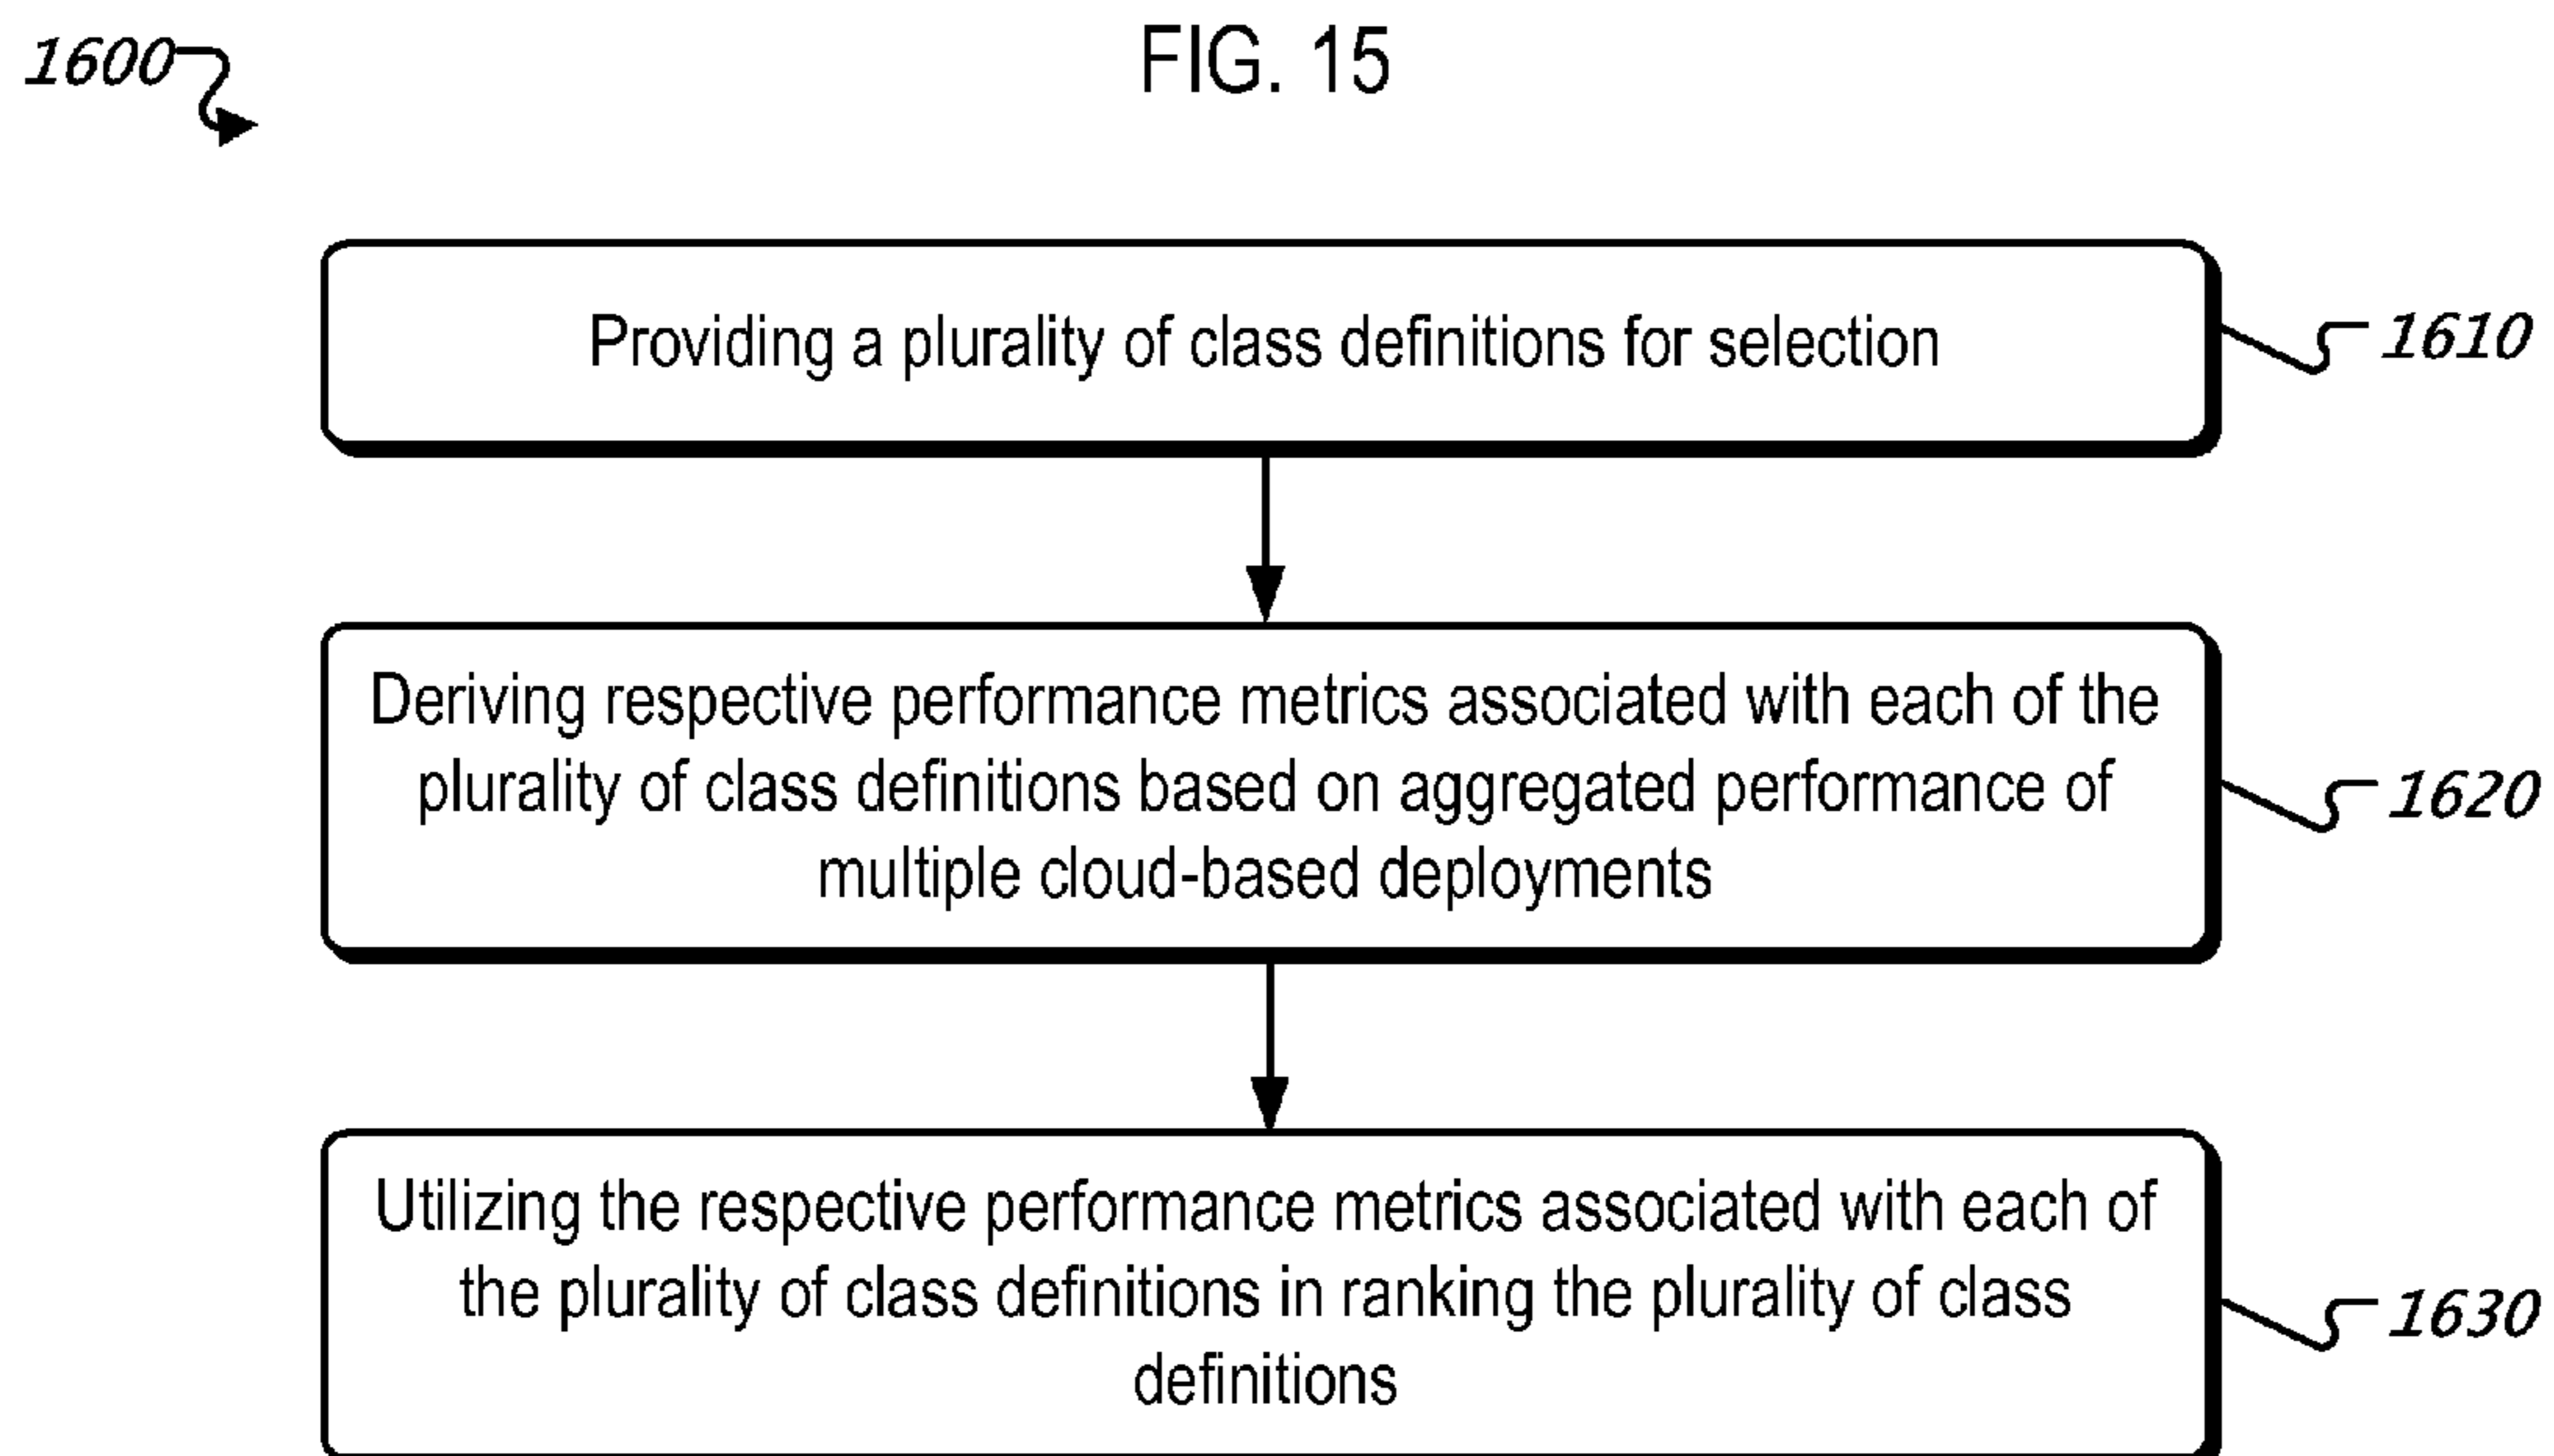 1600
FIG. 15
Providing a plurality of class definitions for selection
1610
Deriving respective performance metrics associated with each of the
plurality of class definitions based on aggregated performance of
multiple cloud-based deployments
1620
Utilizing the respective performance metrics associated with each of
the plurality of class definitions in ranking the plurality of class
definitions
1630